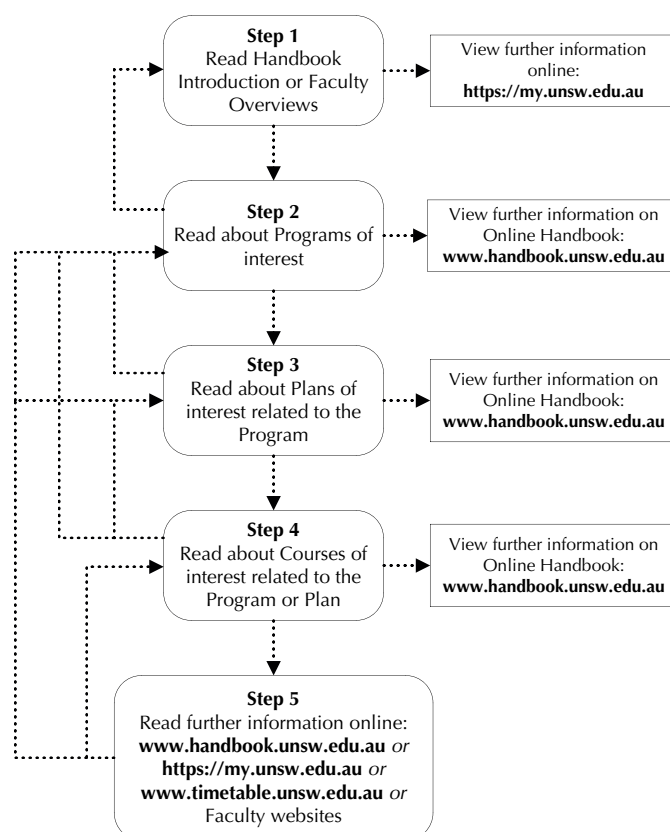 Step 1
Read Handbook
Introduction or Faculty
Overviews
View further information
online:
https://my.unsw.edu.au
Step 2
Read about Programs of
interest
View further information on
Online Handbook:
www.handbook.unsw.edu.au
Step 3
Read about Plans of
interest related to the
Program
View further information on
Online Handbook:
www.handbook.unsw.edu.au
Step 4
Read about Courses of
interest related to the
Program or Plan
View further information on
Online Handbook:
www.handbook.unsw.edu.au
Step 5
Read further information online:
www.handbook.unsw.edu.au or
https://my.unsw.edu.au or
www.timetable.unsw.edu.au or
Faculty websites